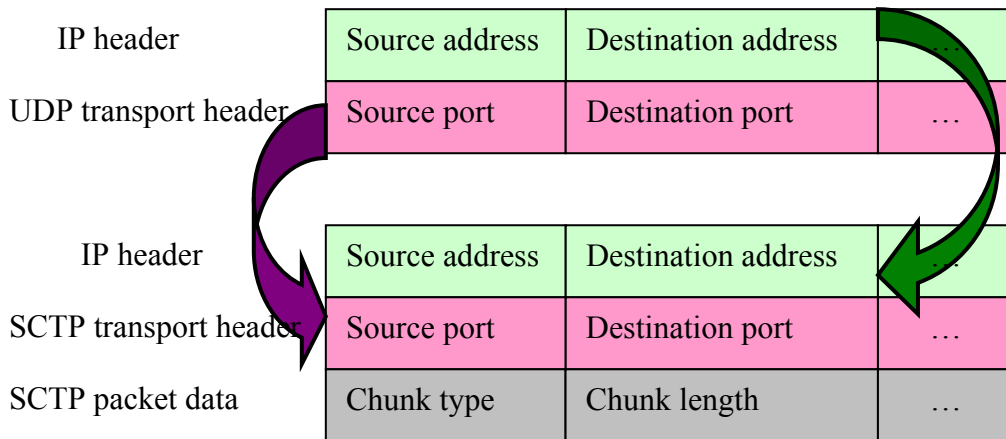 IP header Source address Destination address …
UDP transport header Source port Destination port …
IP header Source address Destination address …
SCTP transport header Source port Destination port …
SCTP packet data Chunk type Chunk length …